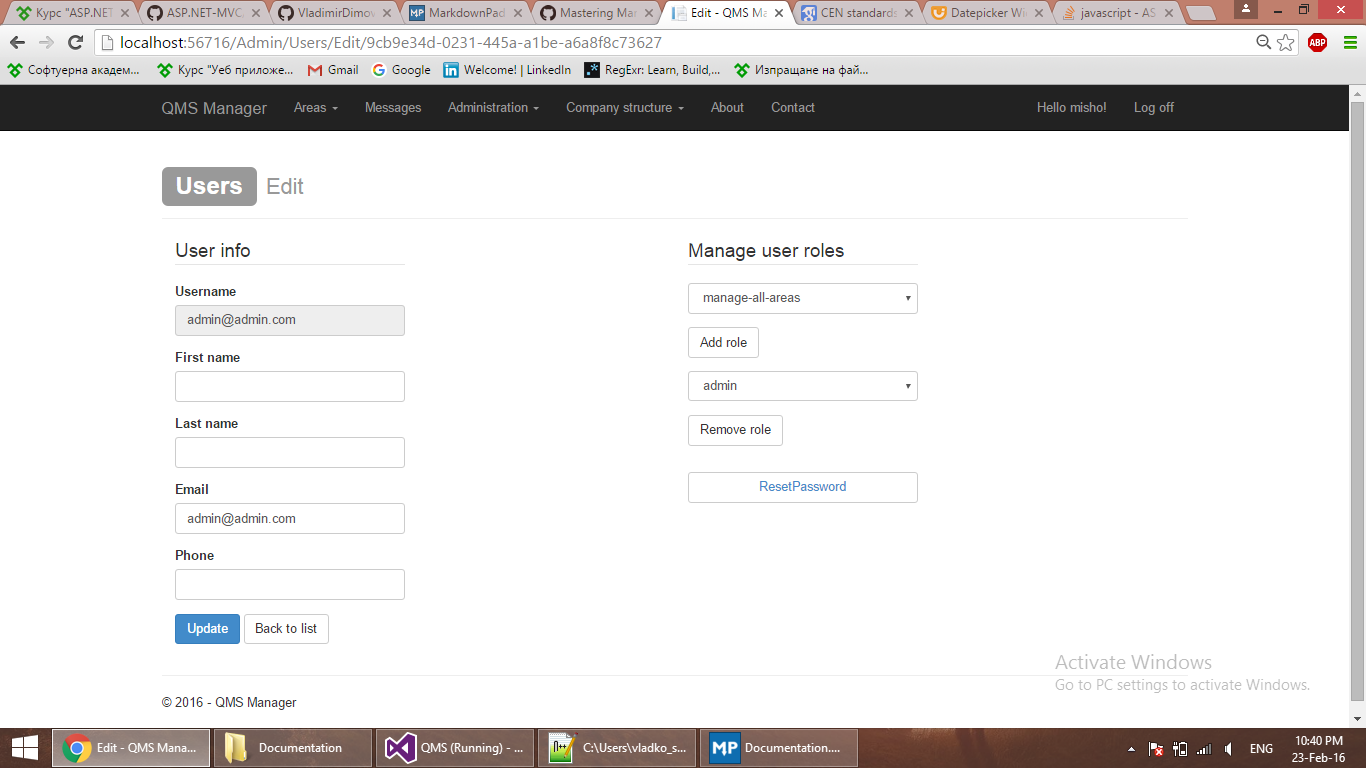 Курс "ASP.NET
ASP.NET-MVC
VladimirDimov
MarkdownPad
Mastering Mar
Edit - QMS Ma
CEN standards
Datepicker Wi
javascript - AS
localhost:56716/Admin/Users/Edit/9cb9e34d-0231-445a-a1be-a6a8f8c73627
ABP
Софтуерна академ...
Курс "Уеб приложе...
Gmail
Google
Welcome! | LinkedIn
RegExr: Learn, Build,...
Изпращане на фай...
QMS Manager
Areas
Messages
Administration
Company structure
About
Contact
Hello misho!
Log off
Users Edit
User info
Username
admin@admin.com
First name
Last name
Email
admin@admin.com
Phone
Update
Back to list
Manage user roles
manage-all-areas
Add role
admin
Remove role
ResetPassword
Activate Windows
Go to PC settings to activate Windows.
© 2016 - QMS Manager
Edit - QMS Mana...
Documentation
QMS (Running) - ...
C:\Users\vladko_s...
MP
Documentation....
ENG
10:40 PM
23-Feb-16